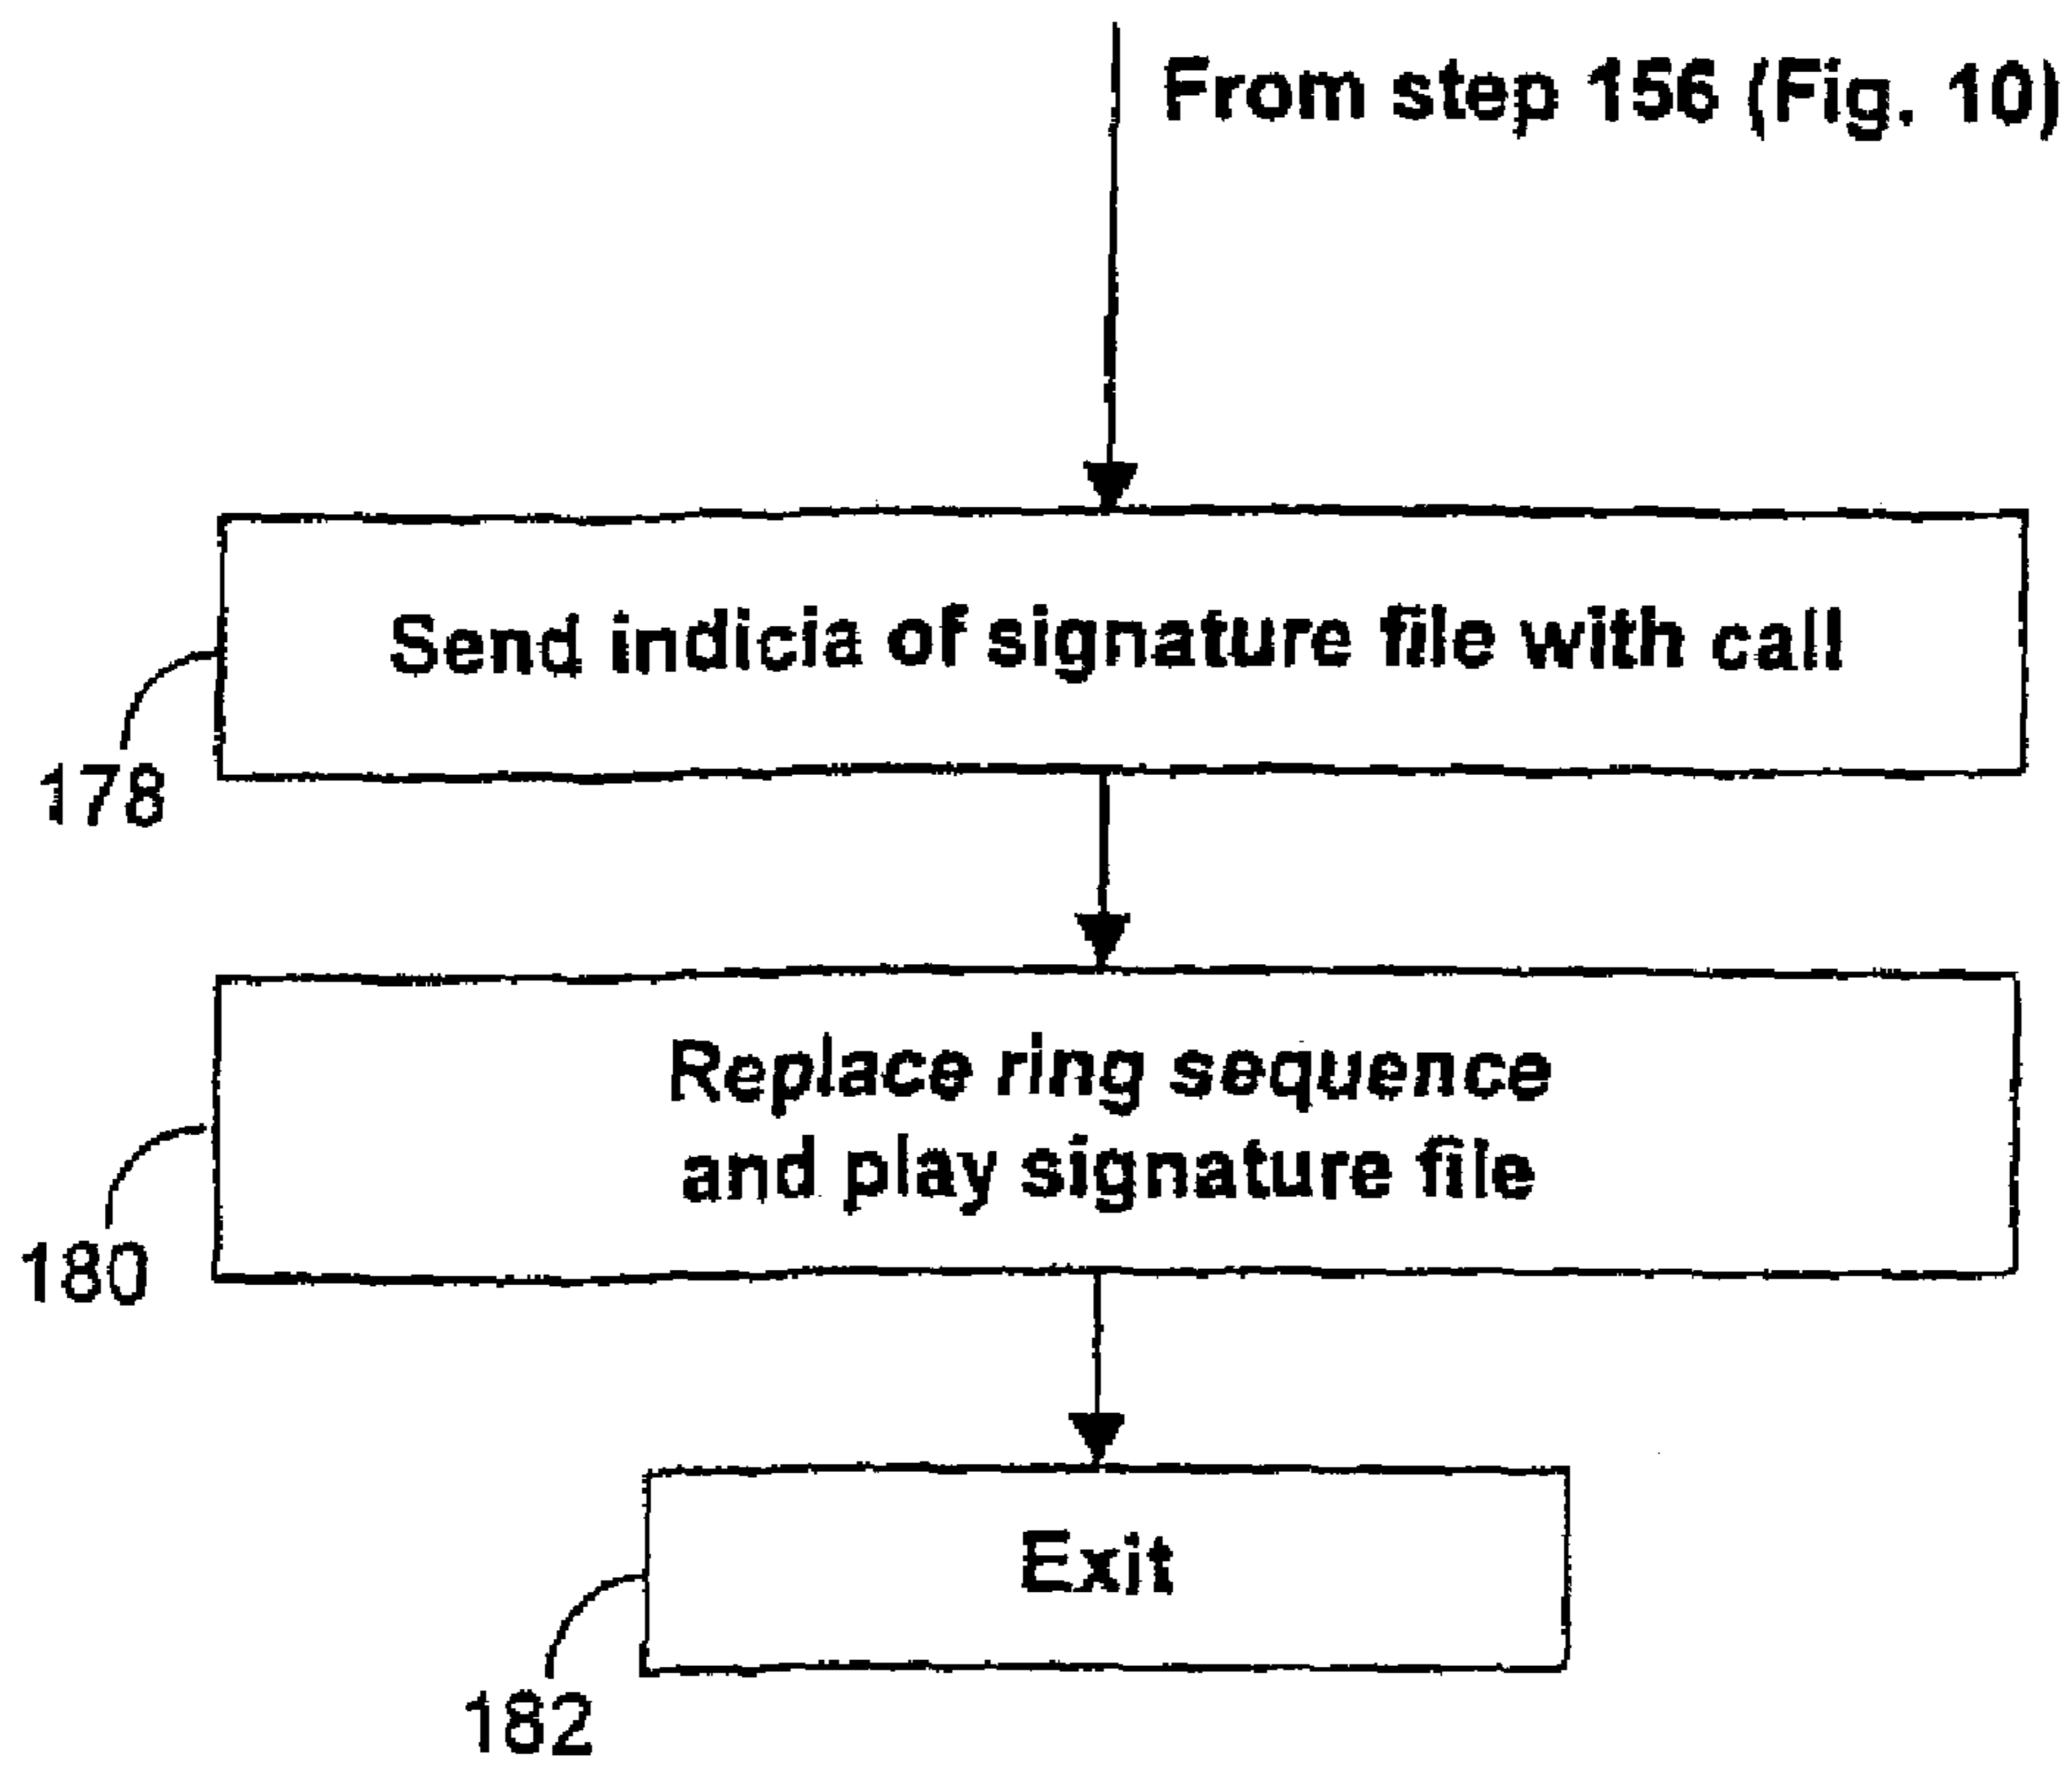 From step 156 (Fig. 10)
Send indicia of signature file with call
178
Replace ring sequence
and play signature file
180
Exit
182